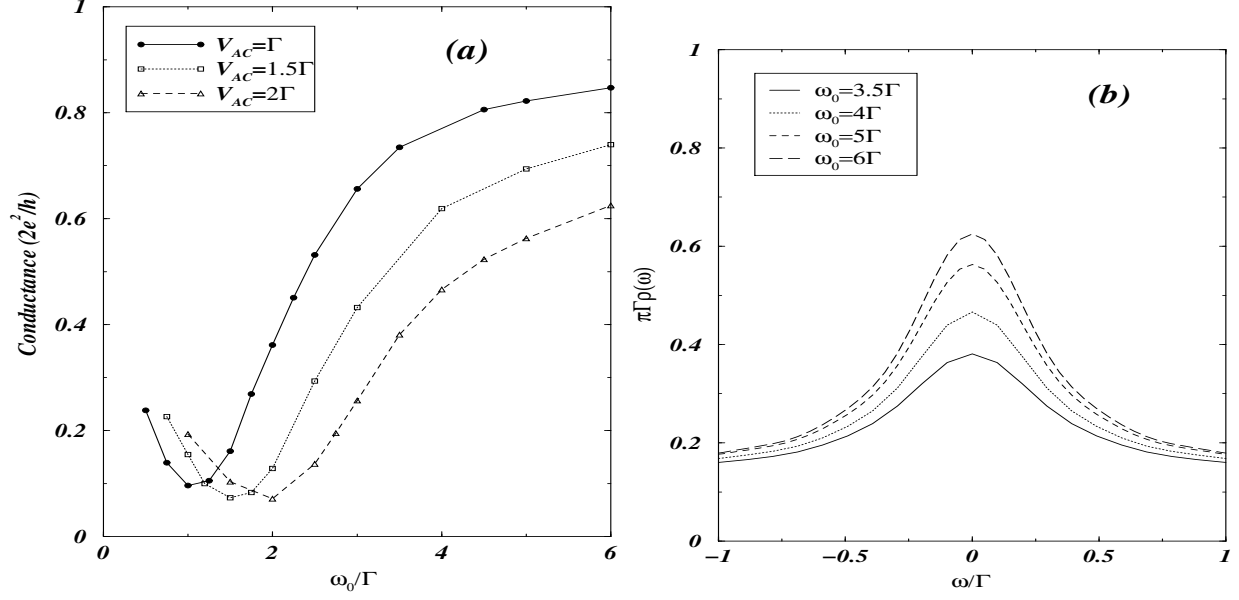 (a)
V_AC=Γ
V_AC=1.5Γ
V_AC=2Γ
Conductance (2e²/h)
1
0.8
0.6
0.4
0.2
0
0 2 4 6
ω₀/Γ
(b)
ω₀=3.5Γ
ω₀=4Γ
ω₀=5Γ
ω₀=6Γ
πΓρ(ω)
1
0.8
0.6
0.4
0.2
0
−1 −0.5 0 0.5 1
ω/Γ